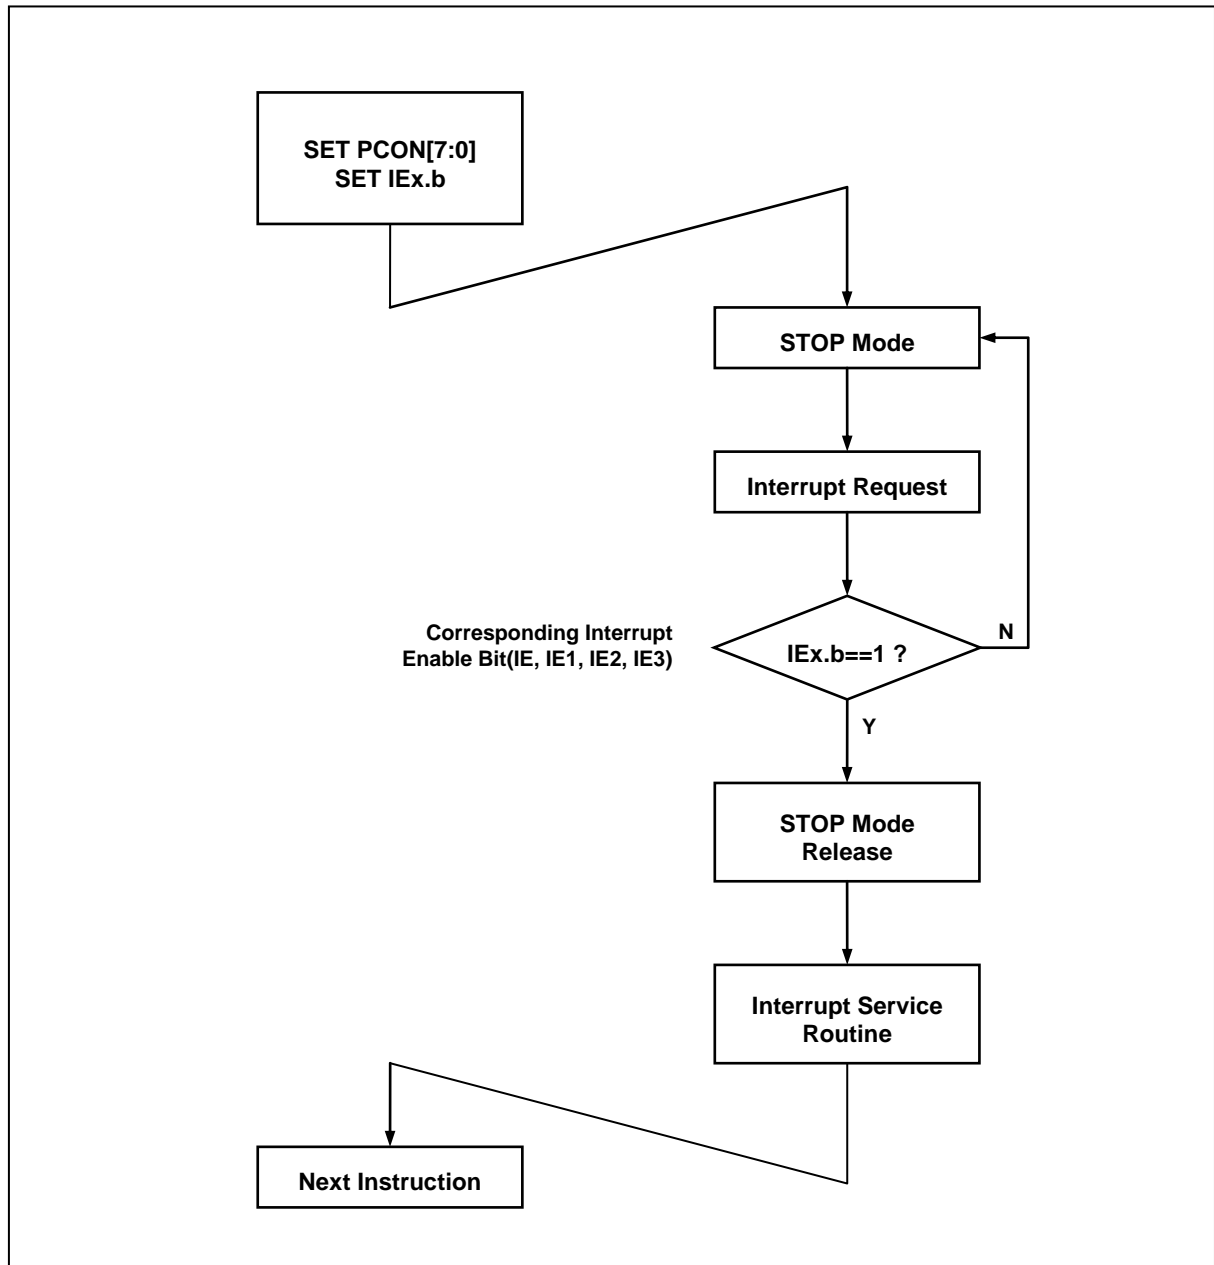 SET PCON[7:0]
SET IEx.b
STOP Mode
Interrupt Request
Corresponding Interrupt
Enable Bit(IE, IE1, IE2, IE3)
IEx.b==1 ?
N
Y
STOP Mode
Release
Interrupt Service
Routine
Next Instruction